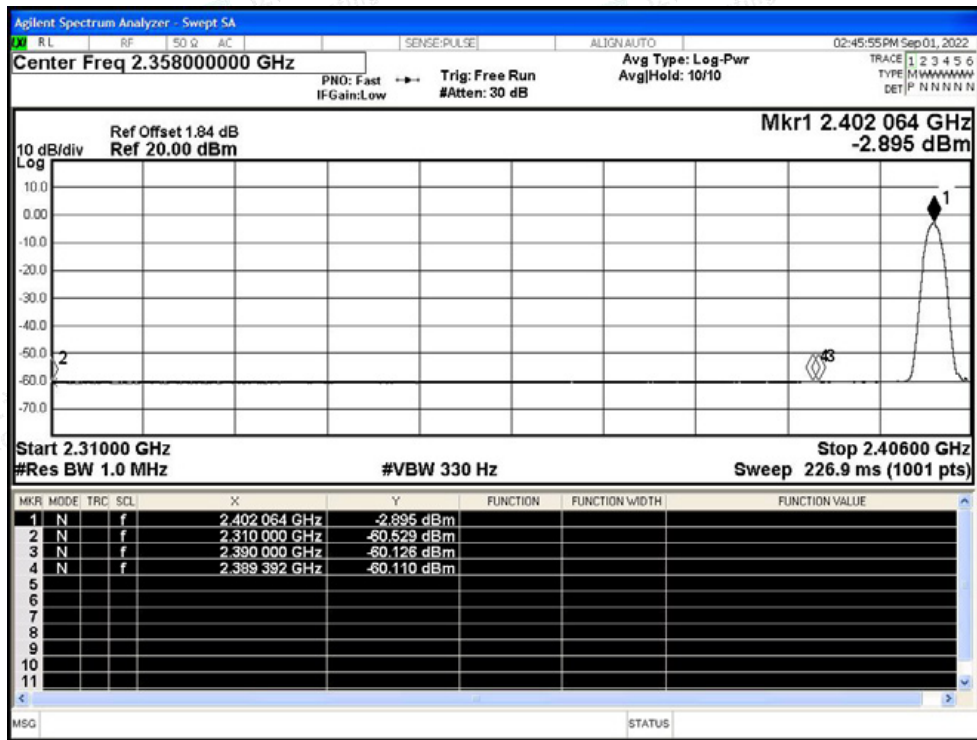 Agilent Spectrum Analyzer - Swept SA
LXI RL RF 50 Ω AC SENSE:PULSE ALIGNAUTO 02:45:55PM Sep 01, 2022
Center Freq 2.358000000 GHz
PNO: Fast Trig: Free Run Avg Type: Log-Pwr TRACE 1 2 3 4 5 6
IFGain:Low #Atten: 30 dB Avg|Hold: 10/10 TYPE MWWWWW
DET P N N N N N
Mkr1 2.402 064 GHz
-2.895 dBm
Ref Offset 1.84 dB
10 dB/div Ref 20.00 dBm
Log
10.0
0.00
-10.0
-20.0
-30.0
-40.0
-50.0
-60.0
-70.0
1
2
43
Start 2.31000 GHz Stop 2.40600 GHz
#Res BW 1.0 MHz #VBW 330 Hz Sweep 226.9 ms (1001 pts)
MKR MODE TRC SCL X Y FUNCTION FUNCTION WIDTH FUNCTION VALUE
1 N f 2.402 064 GHz -2.895 dBm
2 N f 2.310 000 GHz -60.529 dBm
3 N f 2.390 000 GHz -60.126 dBm
4 N f 2.389 392 GHz -60.110 dBm
5
6
7
8
9
10
11
MSG STATUS